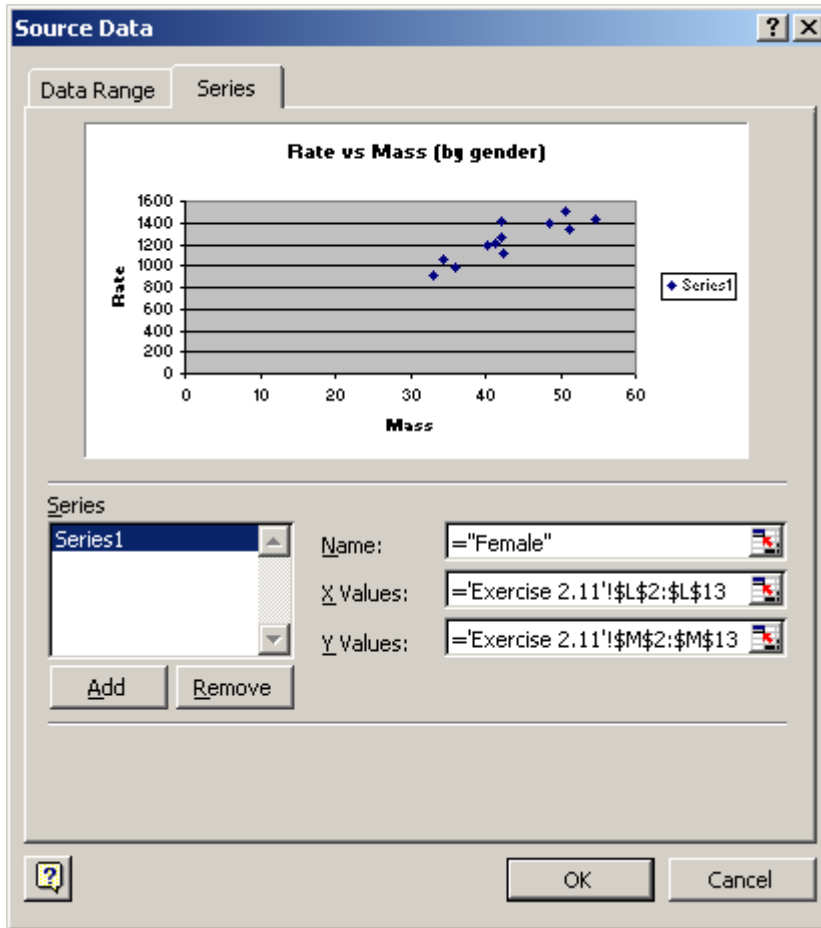 Source Data
Data Range
Series
Rate vs Mass (by gender)
1600
1400
1200
1000
800
600
400
200
0
Rate
0 10 20 30 40 50 60
Mass
Series1
Series
Series1
Name:
="Female"
X Values:
='Exercise 2.11'!$L$2:$L$13
Y Values:
='Exercise 2.11'!$M$2:$M$13
Add
Remove
OK
Cancel